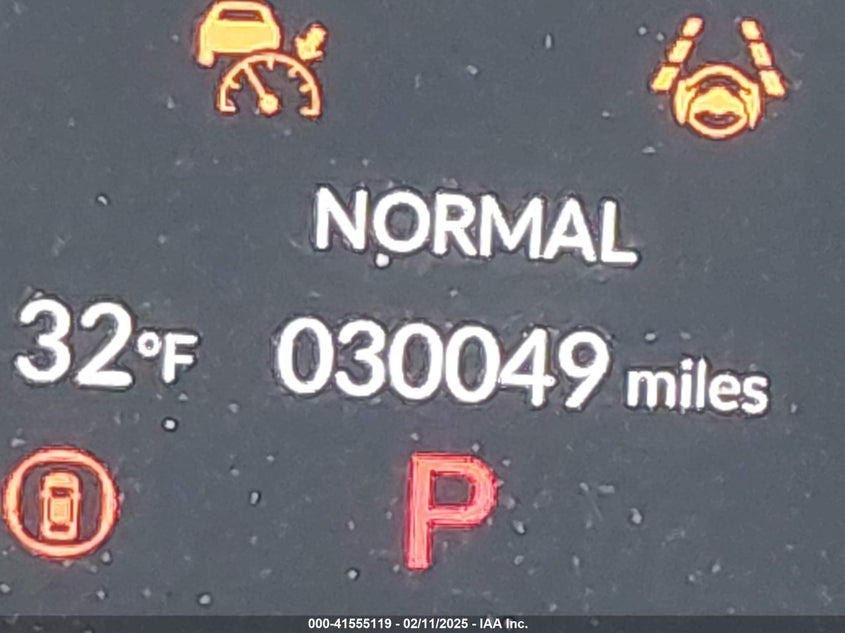 NORMAL
32°F 030049 miles
P
000-41555119 - 02/11/2025 - IAA Inc.